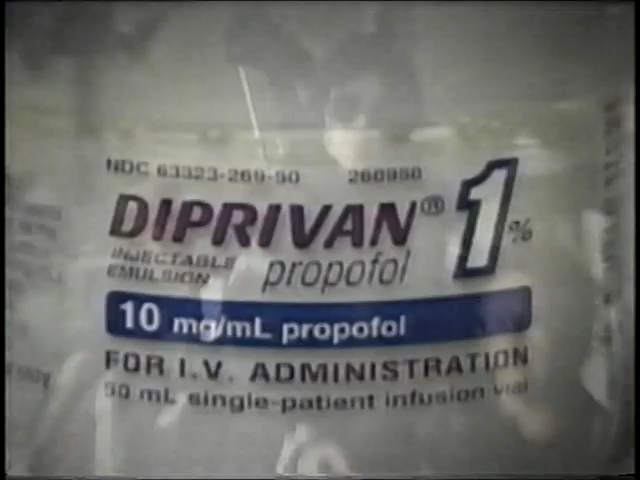 NDC 63323-269-50 260950
DIPRIVAN® 1%
INJECTABLE EMULSION propofol
10 mg/mL propofol
FOR I.V. ADMINISTRATION
50 mL single-patient infusion vial